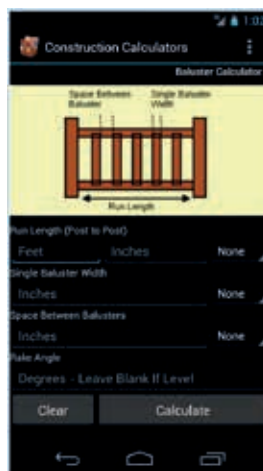 1:02
Construction Calculators
Baluster Calculator
Space Between Baluster
Single Baluster Width
Run Length
Run Length (Post to Post)
Feet Inches None
Single Baluster Width
Inches None
Space Between Balusters
Inches None
Rake Angle
Degrees - Leave Blank If Level
Clear Calculate